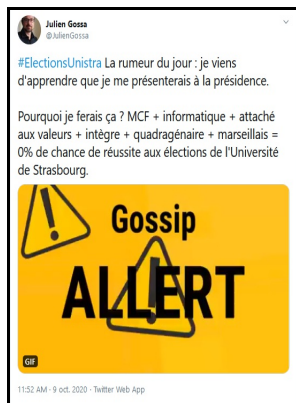 Julien Gossa
@JulienGossa
#ElectionsUnistra La rumeur du jour : je viens
d'apprendre que je me présenterais à la présidence.
Pourquoi je ferais ça ? MCF + informatique + attaché
aux valeurs + intègre + quadragénaire + marseillais =
0% de chance de réussite aux élections de l'Université
de Strasbourg.
Gossip
ALLERT
GIF
11:52 AM · 9 oct. 2020 · Twitter Web App